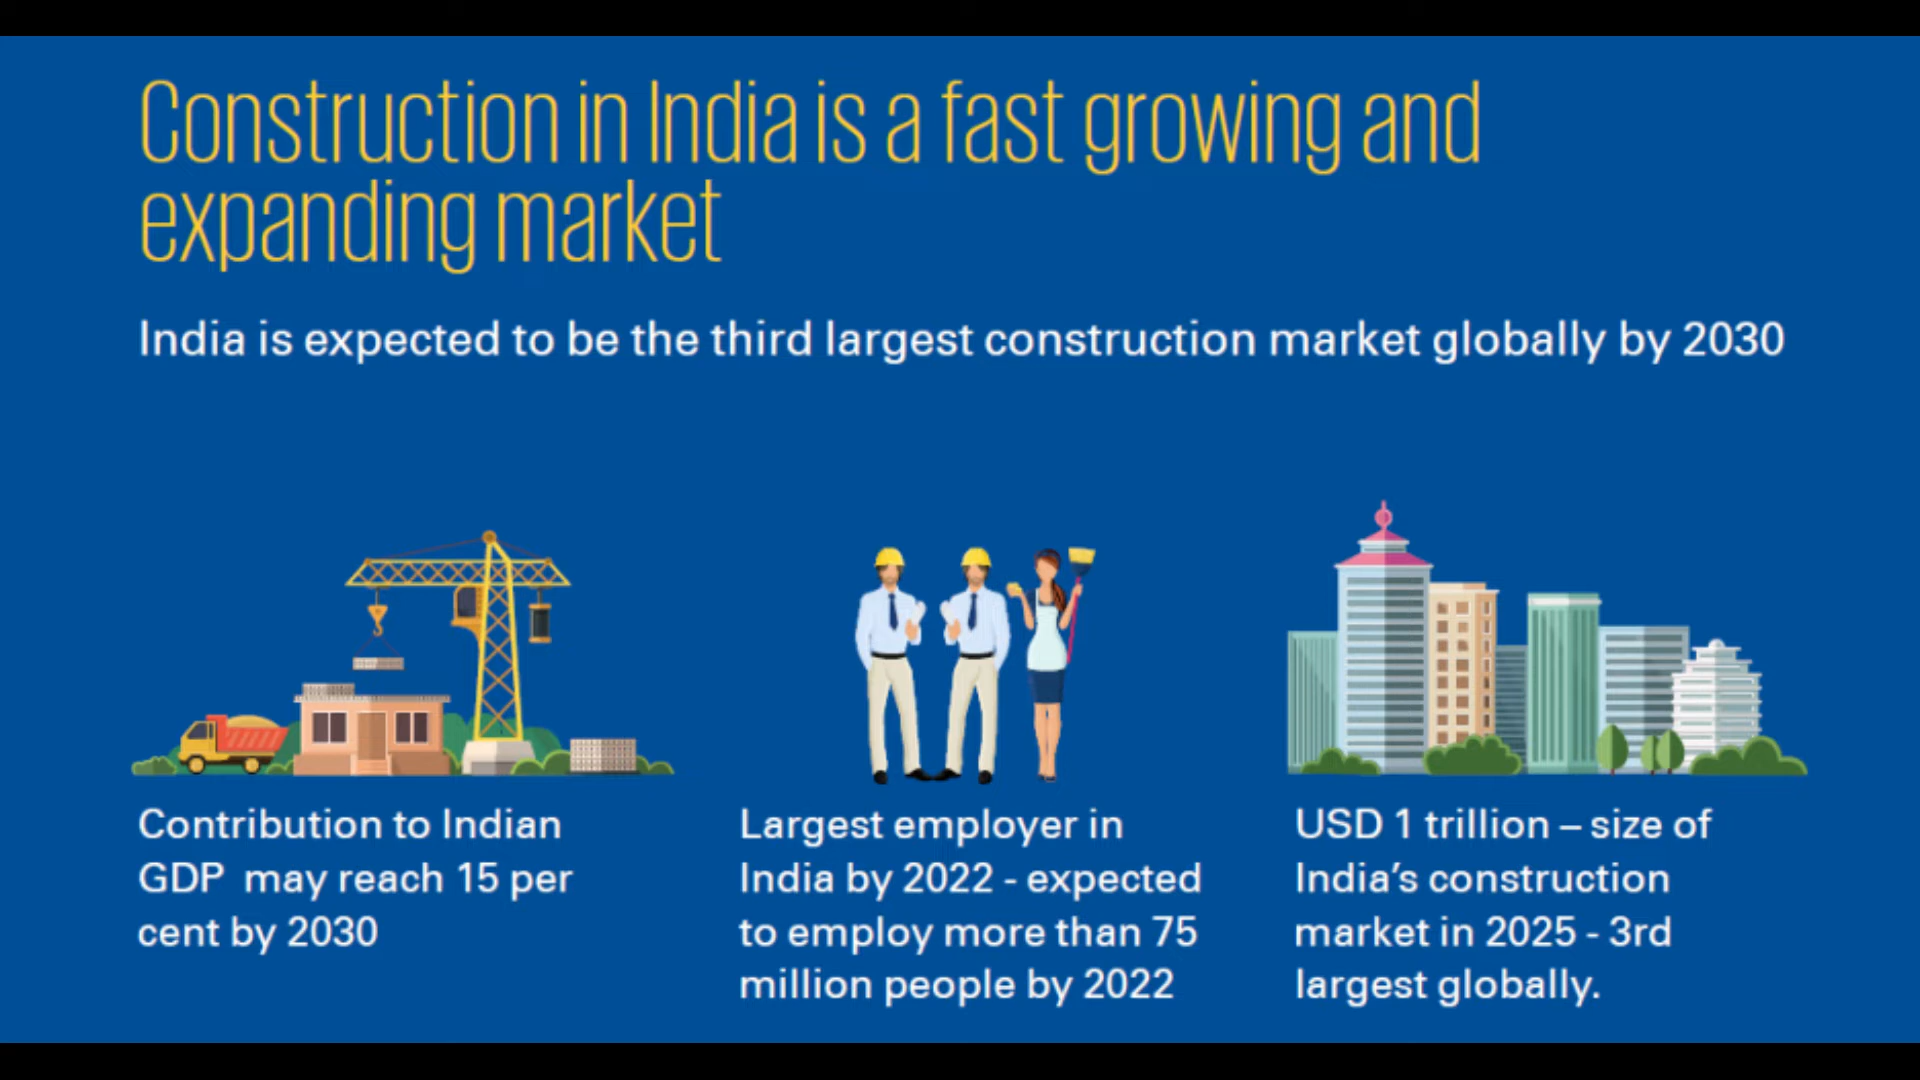 Construction in India is a fast growing and
expanding market
India is expected to be the third largest construction market globally by 2030
Contribution to Indian
GDP may reach 15 per
cent by 2030
Largest employer in
India by 2022 - expected
to employ more than 75
million people by 2022
USD 1 trillion – size of
India’s construction
market in 2025 - 3rd
largest globally.